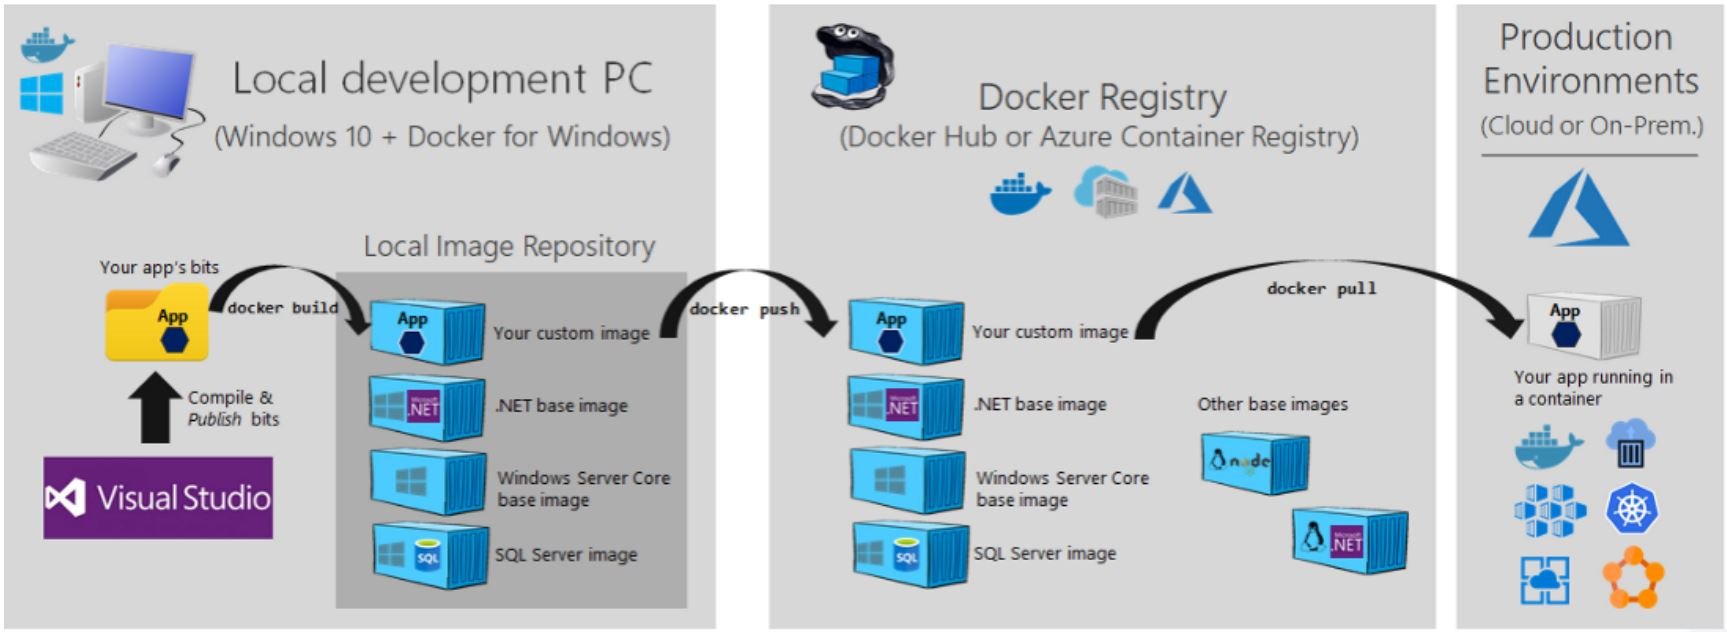 Local development PC
(Windows 10 + Docker for Windows)
Local Image Repository
Your app's bits
docker build
App
Compile &
Publish bits
Visual Studio
App
Your custom image
Microsoft
.NET
.NET base image
Windows Server Core
base image
SQL
SQL Server image
docker push
Docker Registry
(Docker Hub or Azure Container Registry)
App
Your custom image
Microsoft
.NET
.NET base image
Windows Server Core
base image
SQL
SQL Server image
Other base images
node
Microsoft
.NET
docker pull
Production
Environments
(Cloud or On-Prem.)
App
Your app running in
a container